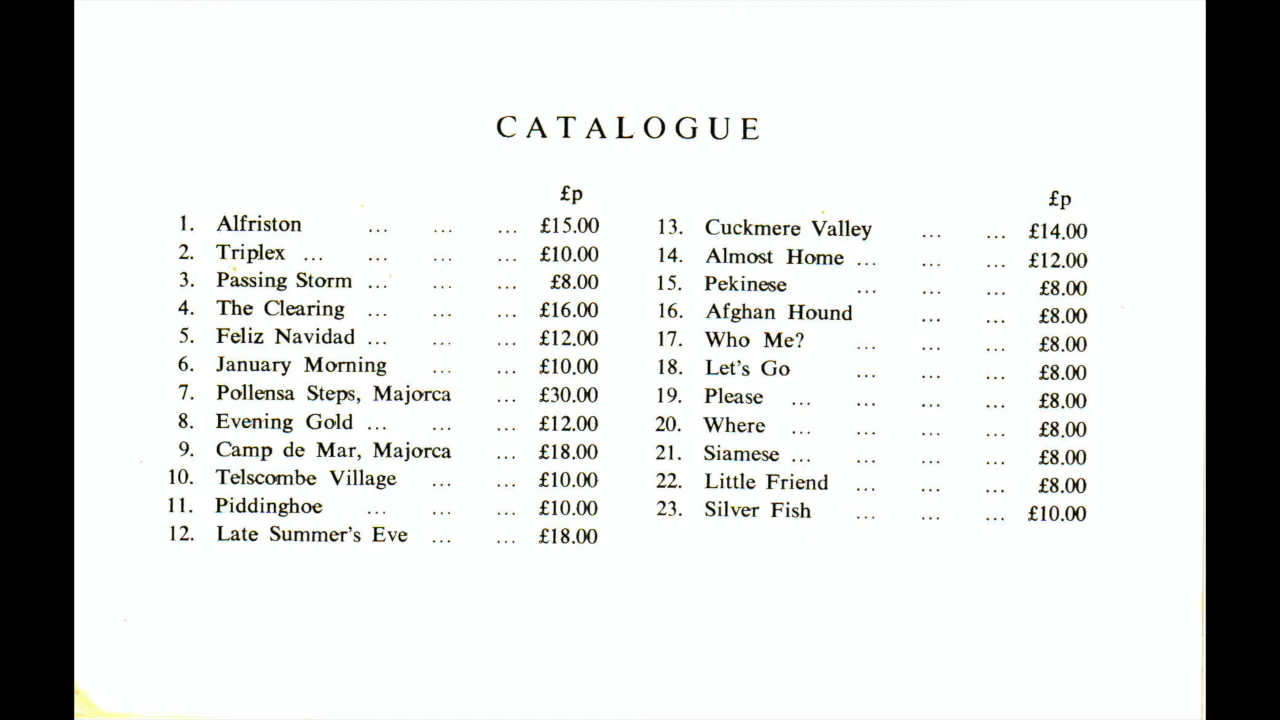 CATALOGUE
£p
1. Alfriston ... ... ... £15.00
2. Triplex ... ... ... ... £10.00
3. Passing Storm ... ... ... £8.00
4. The Clearing ... ... ... £16.00
5. Feliz Navidad ... ... ... £12.00
6. January Morning ... ... £10.00
7. Pollensa Steps, Majorca ... £30.00
8. Evening Gold ... ... ... £12.00
9. Camp de Mar, Majorca ... £18.00
10. Telscombe Village ... ... £10.00
11. Piddinghoe ... ... ... £10.00
12. Late Summer's Eve ... ... £18.00
£p
13. Cuckmere Valley ... ... £14.00
14. Almost Home ... ... ... £12.00
15. Pekinese ... ... ... £8.00
16. Afghan Hound ... ... £8.00
17. Who Me? ... ... ... £8.00
18. Let's Go ... ... ... £8.00
19. Please ... ... ... ... £8.00
20. Where ... ... ... ... £8.00
21. Siamese ... ... ... ... £8.00
22. Little Friend ... ... ... £8.00
23. Silver Fish ... ... ... £10.00